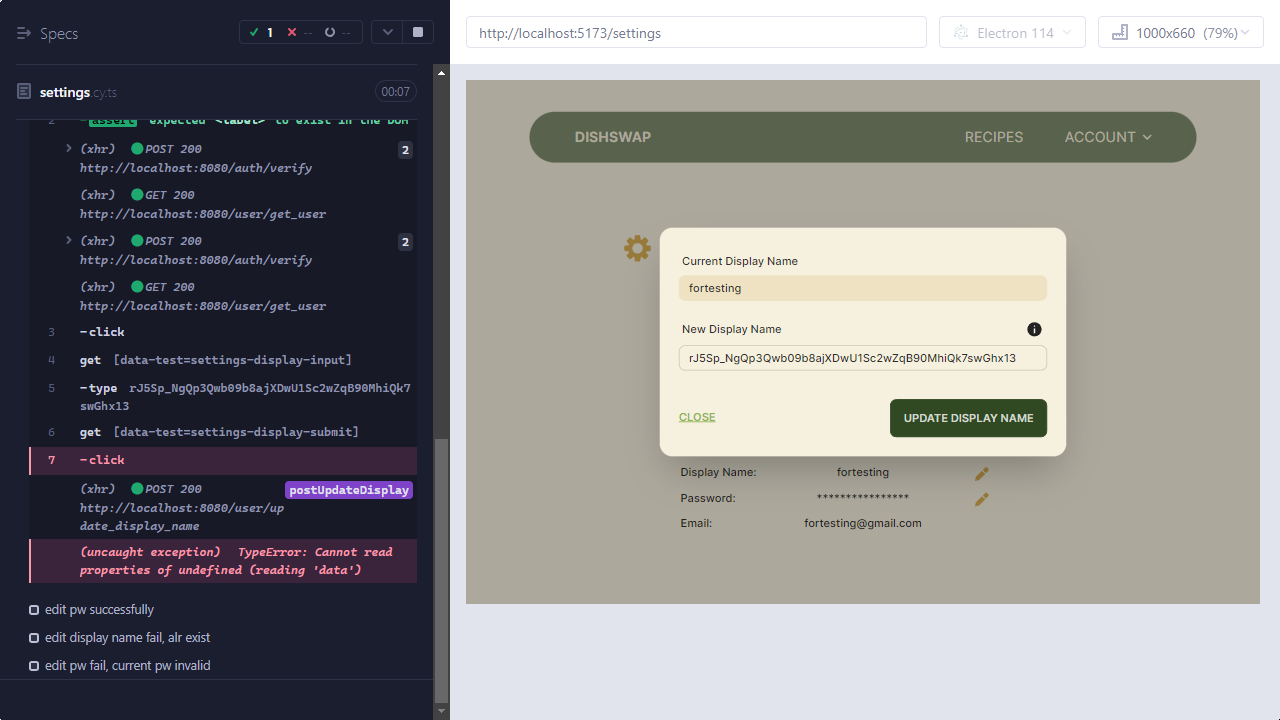 Specs
1
--
--
http://localhost:5173/settings
Electron 114
1000x660 (79%)
settings.cy.ts
00:07
2 -assert expected <label> to exist in the DOM
(xhr) POST 200
2
http://localhost:8080/auth/verify
(xhr) GET 200
http://localhost:8080/user/get_user
(xhr) POST 200
2
http://localhost:8080/auth/verify
(xhr) GET 200
http://localhost:8080/user/get_user
3 -click
4 get [data-test=settings-display-input]
5 -type rJ5Sp_NgQp3Qwb09b8ajXDwU1Sc2wZqB90MhiQk7
swGhx13
6 get [data-test=settings-display-submit]
7 -click
(xhr) POST 200 postUpdateDisplay
http://localhost:8080/user/up
date_display_name
(uncaught exception) TypeError: Cannot read
properties of undefined (reading 'data')
edit pw successfully
edit display name fail, alr exist
edit pw fail, current pw invalid
DISHSWAP
RECIPES
ACCOUNT
Current Display Name
fortesting
New Display Name
rJ5Sp_NgQp3Qwb09b8ajXDwU1Sc2wZqB90MhiQk7swGhx13
CLOSE
UPDATE DISPLAY NAME
Display Name: fortesting
Password: ****************
Email: fortesting@gmail.com